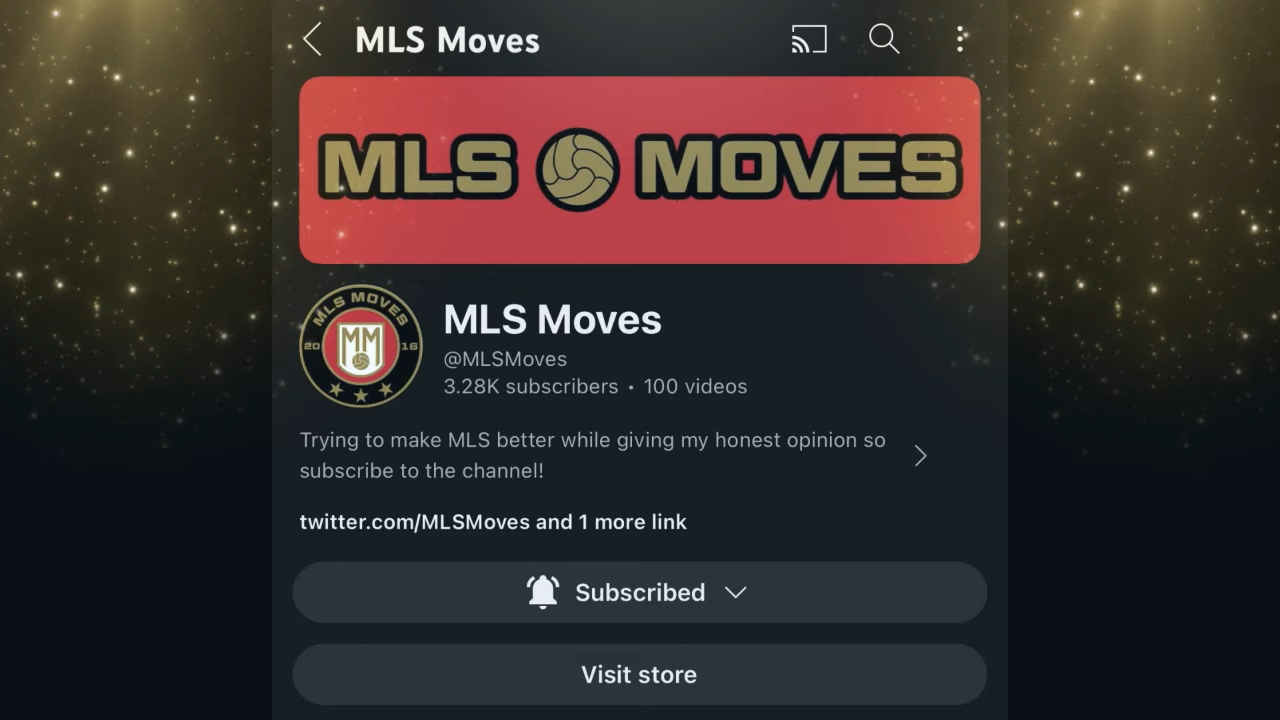 MLS Moves
MLS MOVES
MLS MOVES
20 16
MM
MLS Moves
@MLSMoves
3.28K subscribers • 100 videos
Trying to make MLS better while giving my honest opinion so
subscribe to the channel!
twitter.com/MLSMoves and 1 more link
Subscribed
Visit store